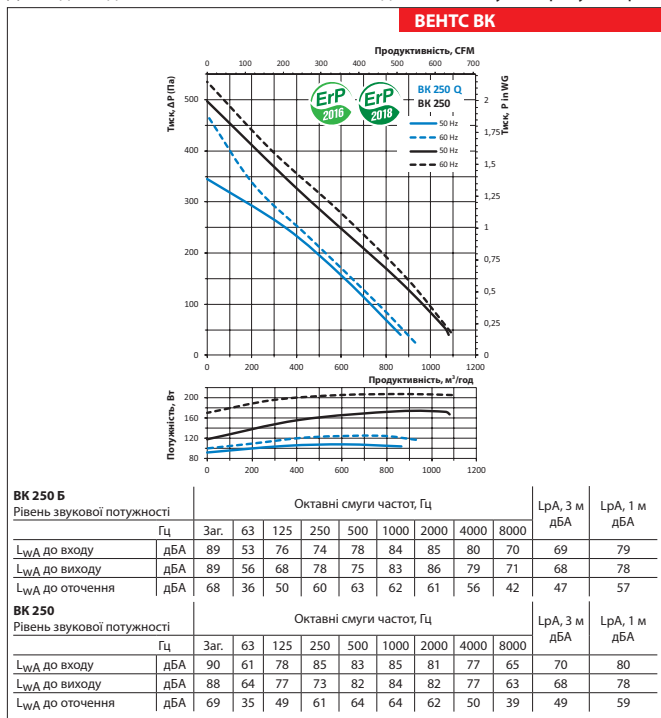 ВЕНТС ВК
Продуктивність, CFM
0 100 200 300 400 500 600 700
Тиск, ΔP (Па)
500
400
300
200
100
0
ErP 2016
ErP 2018
ВК 250 Q
ВК 250
50 Hz
60 Hz
50 Hz
60 Hz
Тиск, P in WG
2
1,75
1,5
1,25
1
0,75
0,5
0,25
0
0 200 400 600 800 1000 1200
Продуктивність, м³/год
Потужність, Вт
200
160
120
80
0 200 400 600 800 1000 1200
ВК 250 Б
Рівень звукової потужності
Октавні смуги частот, Гц
LpA, 3 м дБА
LpA, 1 м дБА
Гц Заг. 63 125 250 500 1000 2000 4000 8000
LwA до входу дБА 89 53 76 74 78 84 85 80 70 69 79
LwA до виходу дБА 89 56 68 78 75 83 86 79 71 68 78
LwA до оточення дБА 68 36 50 60 63 62 61 56 42 47 57
ВК 250
Рівень звукової потужності
Октавні смуги частот, Гц
LpA, 3 м дБА
LpA, 1 м дБА
Гц Заг. 63 125 250 500 1000 2000 4000 8000
LwA до входу дБА 90 61 78 85 83 85 81 77 65 70 80
LwA до виходу дБА 88 64 77 73 82 84 82 77 63 68 78
LwA до оточення дБА 69 35 49 61 64 64 62 50 39 49 59